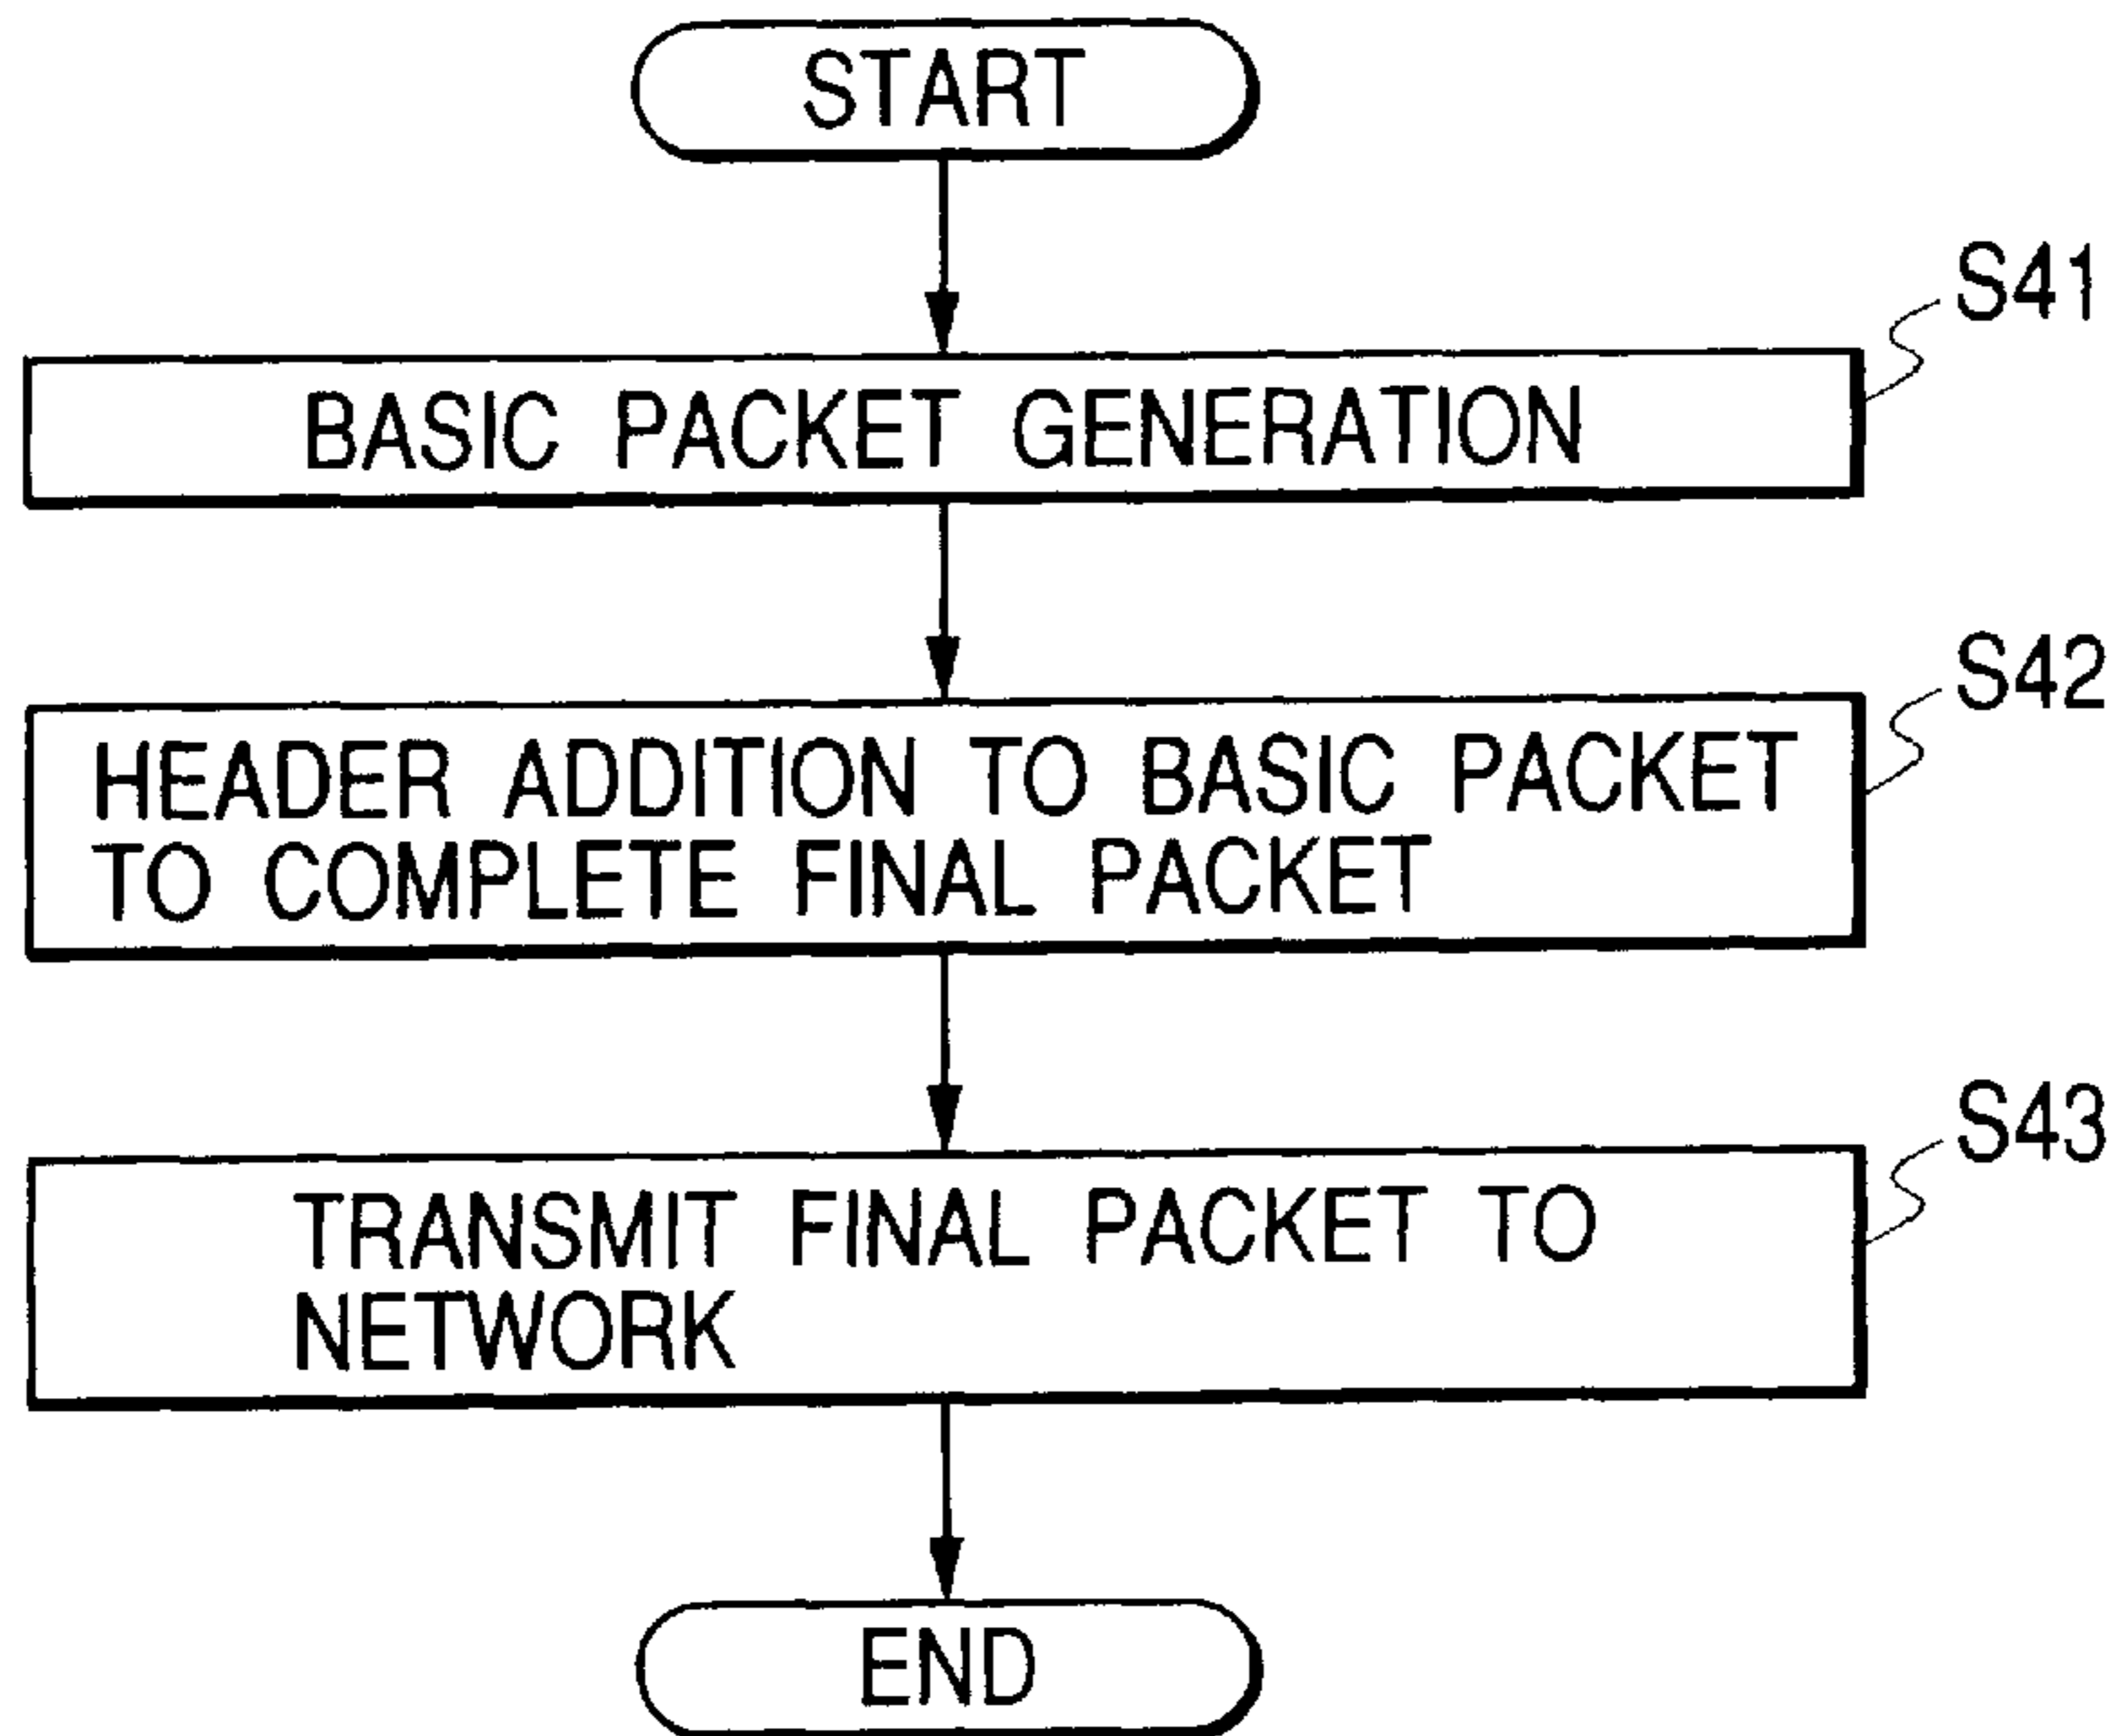 START
S41
BASIC PACKET GENERATION
S42
HEADER ADDITION TO BASIC PACKET
TO COMPLETE FINAL PACKET
S43
TRANSMIT FINAL PACKET TO
NETWORK
END